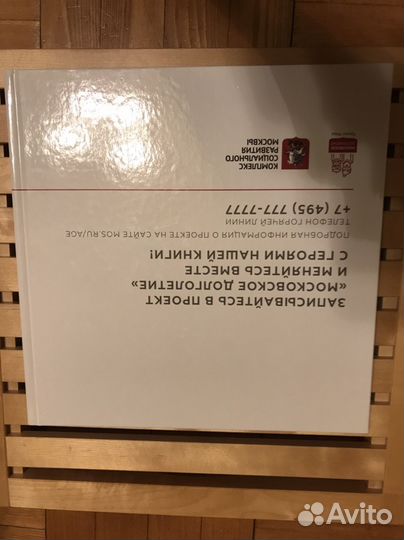 ЗАПИСЫВАЙТЕСЬ В ПРОЕКТ
«МОСКОВСКОЕ ДОЛГОЛЕТИЕ»
И МЕНЯЙТЕСЬ ВМЕСТЕ
С ГЕРОЯМИ НАШЕЙ КНИГИ!
ПОДРОБНАЯ ИНФОРМАЦИЯ О ПРОЕКТЕ НА САЙТЕ MOS.RU/AGE
ТЕЛЕФОН ГОРЯЧЕЙ ЛИНИИ
+7 (495) 777-7777
КОМПЛЕКС
СОЦИАЛЬНОГО
РАЗВИТИЯ
МОСКВЫ
Avito